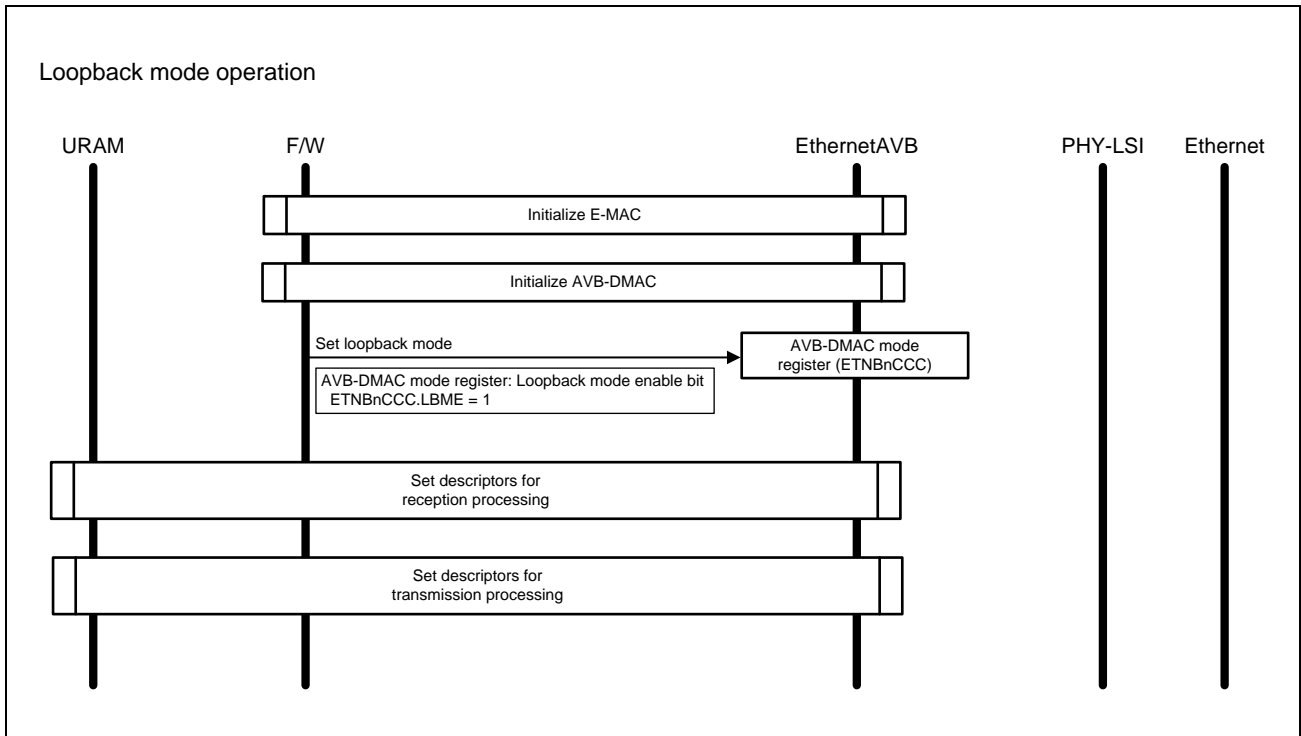 Loopback mode operation
URAM
F/W
EthernetAVB
PHY-LSI
Ethernet
Initialize E-MAC
Initialize AVB-DMAC
Set loopback mode
AVB-DMAC mode
register (ETNBnCCC)
AVB-DMAC mode register: Loopback mode enable bit
ETNBnCCC.LBME = 1
Set descriptors for
reception processing
Set descriptors for
transmission processing